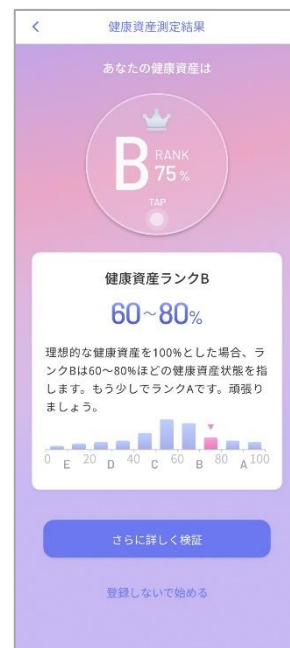 健康資産測定結果
あなたの健康資産は
B RANK
75%
TAP
健康資産ランクB
60~80%
理想的な健康資産を100%とした場合、ラ
ンクBは60~80%ほどの健康資産状態を指
します。もう少しでランクAです。頑張り
ましょう。
0 E 20 D 40 C 60 B 80 A 100
さらに詳しく検証
登録しないで始める